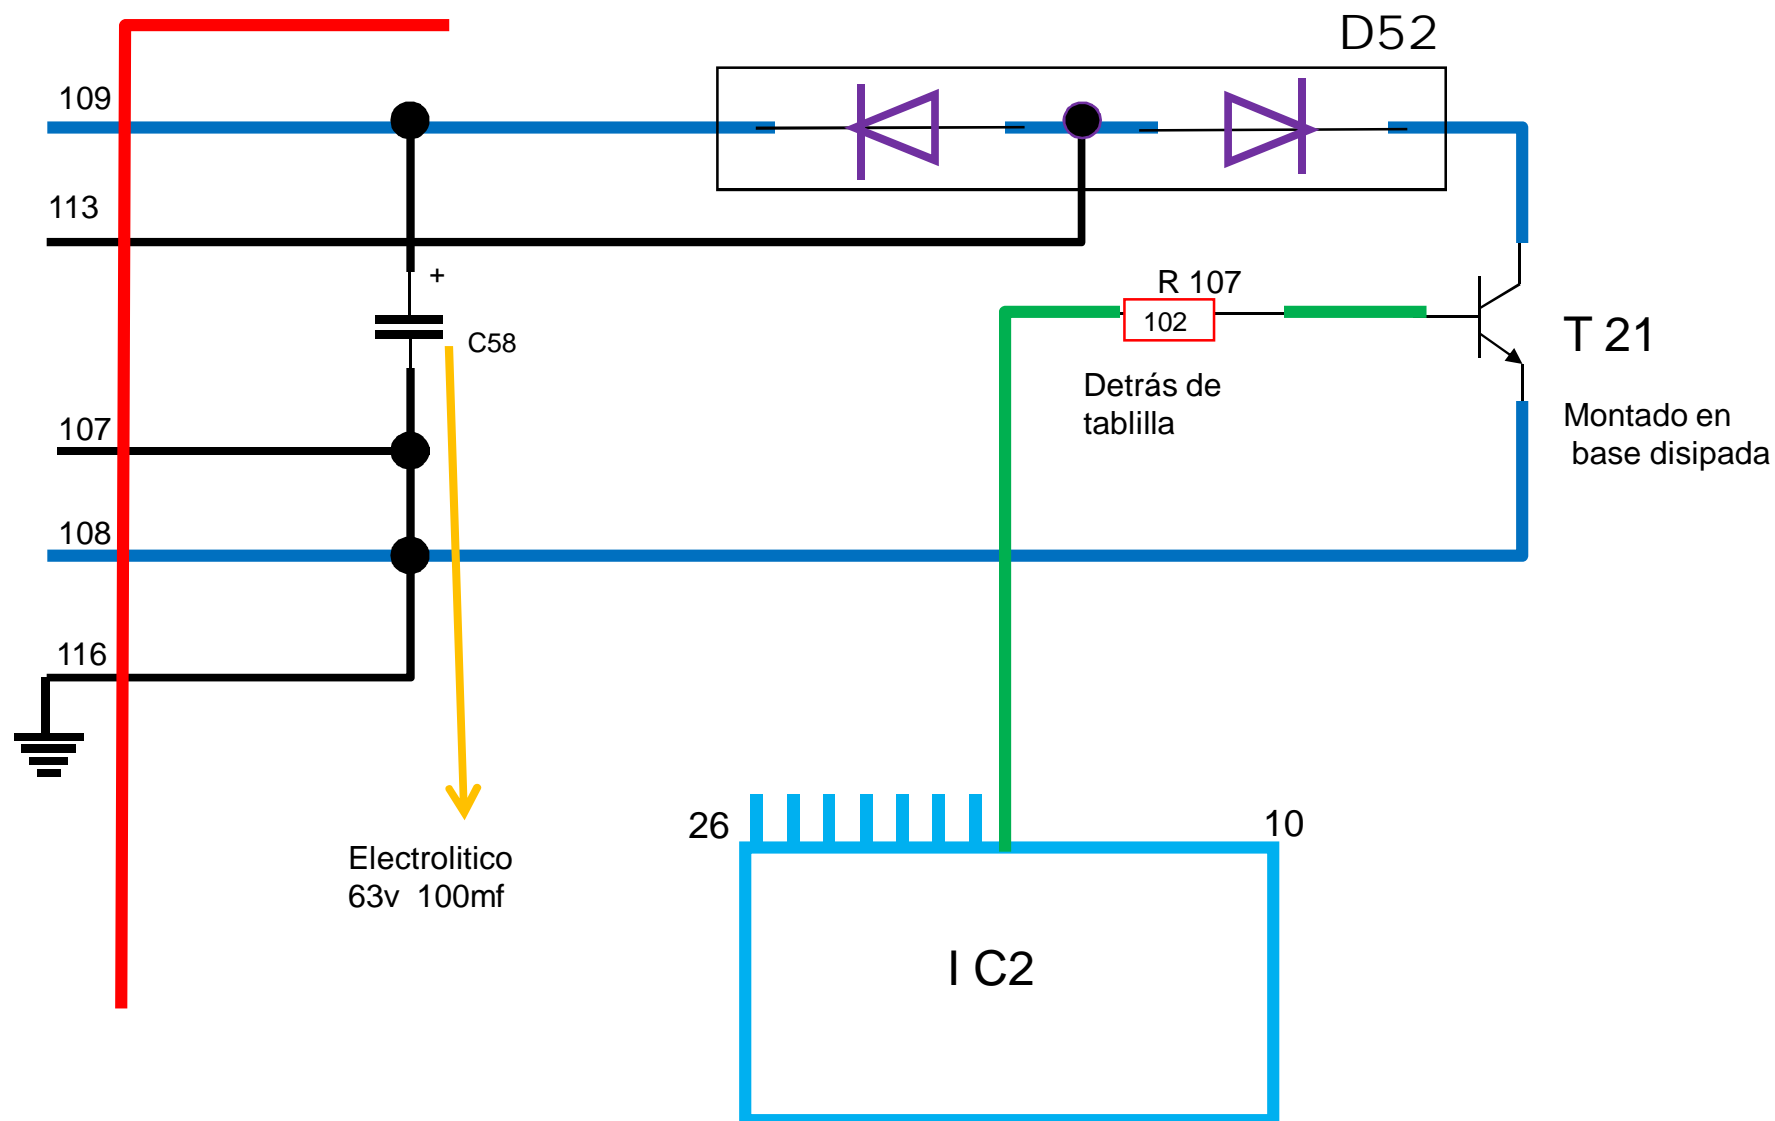 D52
109
113
+
R 107
102
C58
T 21
Detrás de
tablilla
Montado en
base disipada
107
108
116
26
10
Electrolitico
63v 100mf
I C2